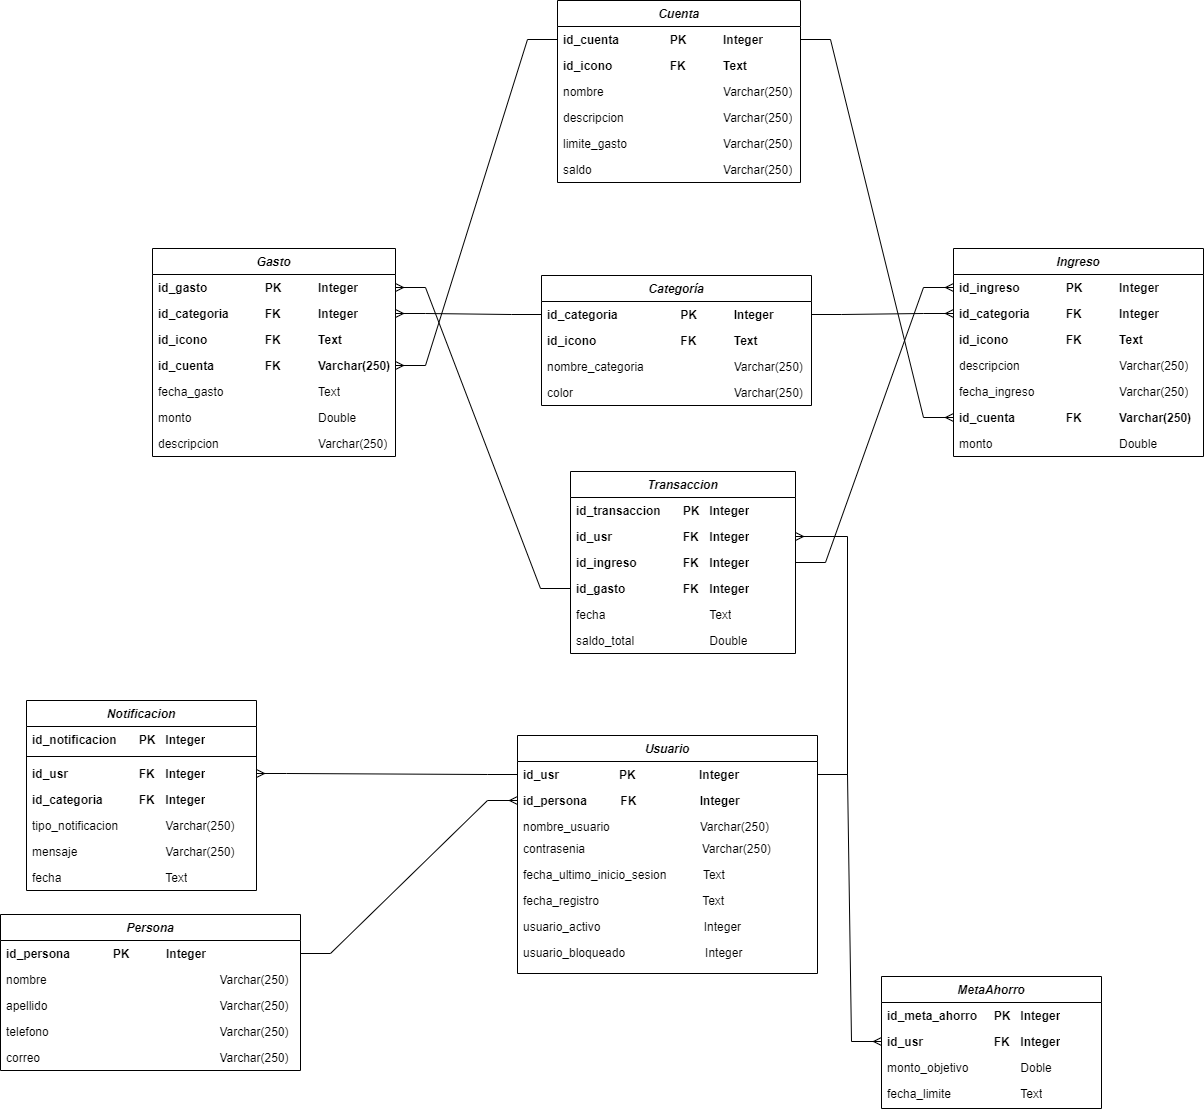 Cuenta
id_cuenta PK Integer
id_icono FK Text
nombre Varchar(250)
descripcion Varchar(250)
limite_gasto Varchar(250)
saldo Varchar(250)
Gasto
id_gasto PK Integer
id_categoria FK Integer
id_icono FK Text
id_cuenta FK Varchar(250)
fecha_gasto Text
monto Double
descripcion Varchar(250)
Categoría
id_categoria PK Integer
id_icono FK Text
nombre_categoria Varchar(250)
color Varchar(250)
Ingreso
id_ingreso PK Integer
id_categoria FK Integer
id_icono FK Text
descripcion Varchar(250)
fecha_ingreso Varchar(250)
id_cuenta FK Varchar(250)
monto Double
Transaccion
id_transaccion PK Integer
id_usr FK Integer
id_ingreso FK Integer
id_gasto FK Integer
fecha Text
saldo_total Double
Notificacion
id_notificacion PK Integer
id_usr FK Integer
id_categoria FK Integer
tipo_notificacion Varchar(250)
mensaje Varchar(250)
fecha Text
Usuario
id_usr PK Integer
id_persona FK Integer
nombre_usuario Varchar(250)
contrasenia Varchar(250)
fecha_ultimo_inicio_sesion Text
fecha_registro Text
usuario_activo Integer
usuario_bloqueado Integer
Persona
id_persona PK Integer
nombre Varchar(250)
apellido Varchar(250)
telefono Varchar(250)
correo Varchar(250)
MetaAhorro
id_meta_ahorro PK Integer
id_usr FK Integer
monto_objetivo Doble
fecha_limite Text